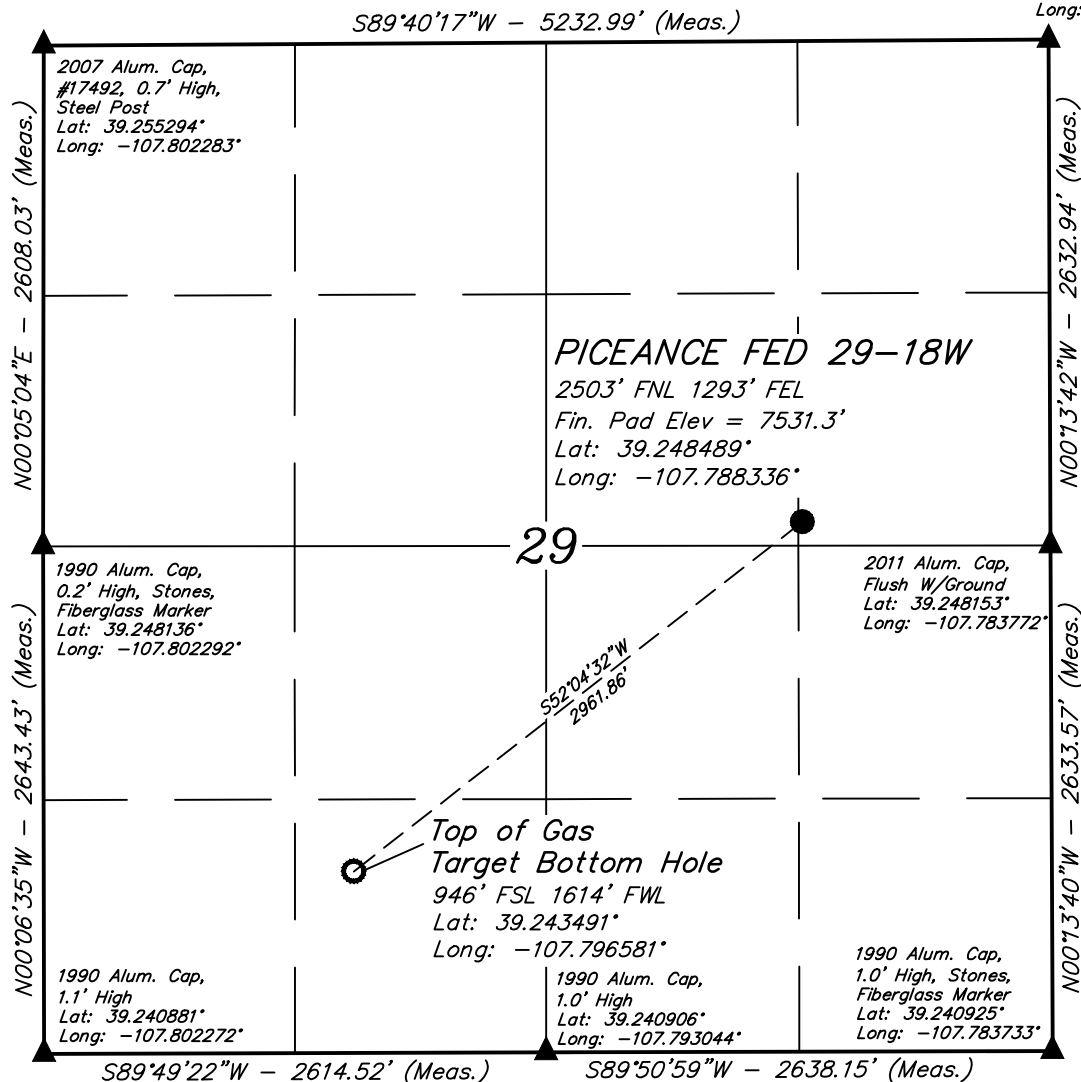 S89°40'17"W - 5232.99' (Meas.)
Long:
2007 Alum. Cap,
#17492, 0.7' High,
Steel Post
Lat: 39.255294°
Long: -107.802283°
N00°05'04"E - 2608.03' (Meas.)
N00°13'42"W - 2632.94' (Meas.)
PICEANCE FED 29-18W
2503' FNL 1293' FEL
Fin. Pad Elev = 7531.3'
Lat: 39.248489°
Long: -107.788336°
29
1990 Alum. Cap,
0.2' High, Stones,
Fiberglass Marker
Lat: 39.248136°
Long: -107.802292°
2011 Alum. Cap,
Flush W/Ground
Lat: 39.248153°
Long: -107.783772°
S52°04'32"W
2961.86'
N00°06'35"W - 2643.43' (Meas.)
N00°13'40"W - 2633.57' (Meas.)
Top of Gas
Target Bottom Hole
946' FSL 1614' FWL
Lat: 39.243491°
Long: -107.796581°
1990 Alum. Cap,
1.1' High
Lat: 39.240881°
Long: -107.802272°
1990 Alum. Cap,
1.0' High
Lat: 39.240906°
Long: -107.793044°
1990 Alum. Cap,
1.0' High, Stones,
Fiberglass Marker
Lat: 39.240925°
Long: -107.783733°
S89°49'22"W - 2614.52' (Meas.)
S89°50'59"W - 2638.15' (Meas.)